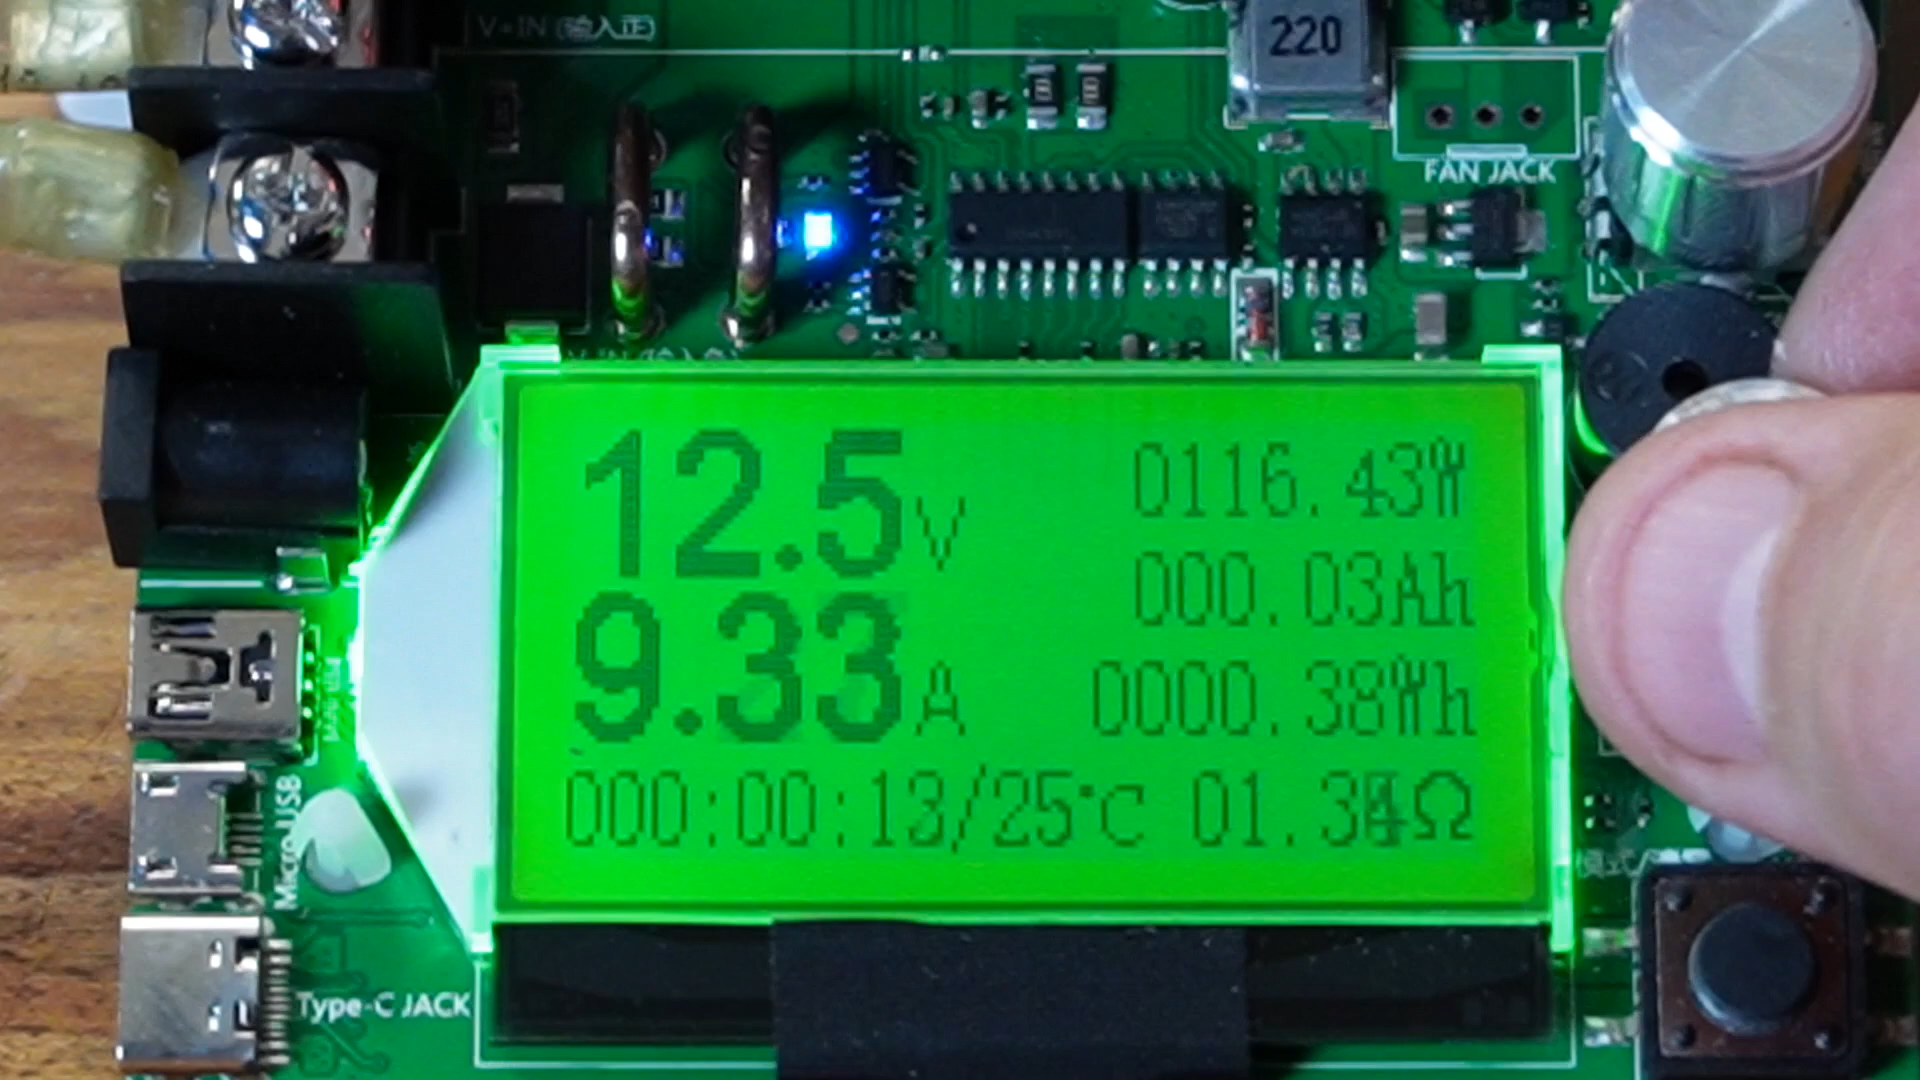 V+IN (输入正)
220
FAN JACK
12.5V
0116.43W
000.03Ah
9.33A
0000.38Wh
000:00:13/25℃ 01.34Ω
Micro USB
Type-C JACK